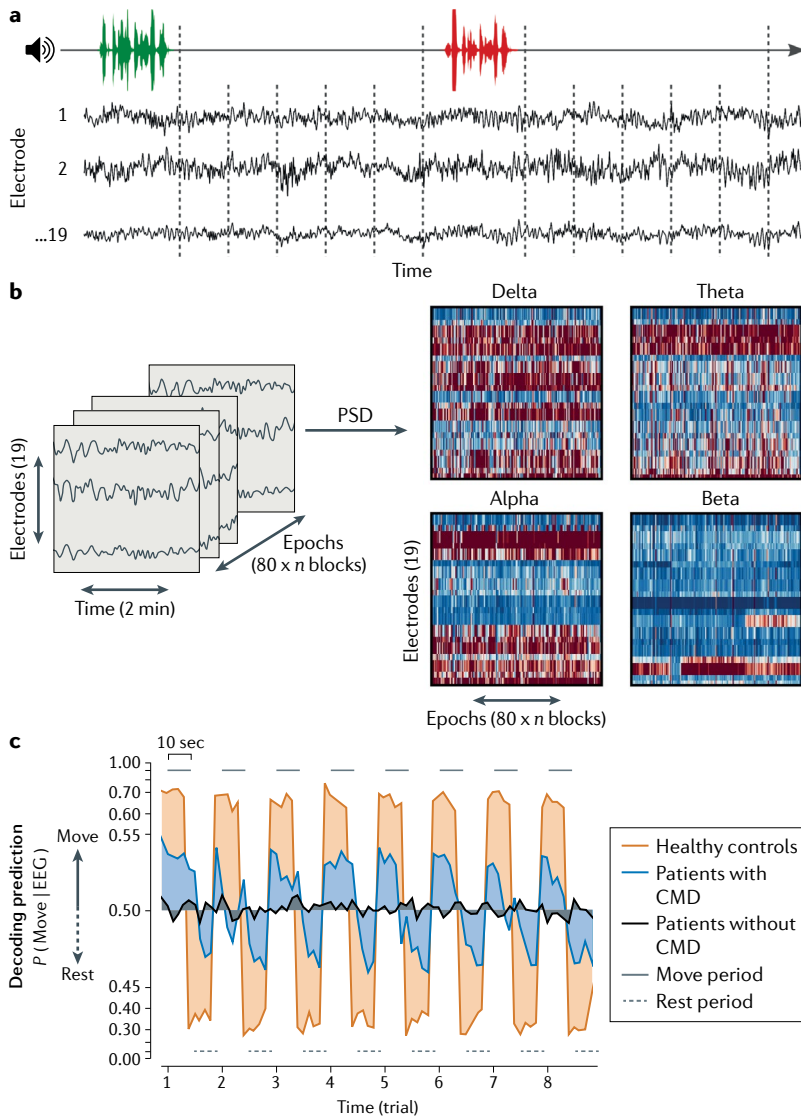 a
1
2
...19
Electrode
Time
b
Electrodes (19)
Time (2 min)
Epochs
(80 x n blocks)
PSD
Delta
Theta
Alpha
Beta
Electrodes (19)
Epochs (80 x n blocks)
c
10 sec
1.00
0.70
0.55
0.50
0.45
0.40
0.30
0.00
Move
Rest
Decoding prediction
P (Move|EEG)
1 2 3 4 5 6 7 8
Time (trial)
Healthy controls
Patients with
CMD
Patients without
CMD
Move period
Rest period